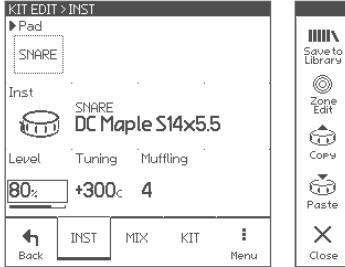 KIT EDIT > INST
▶Pad
SNARE
Inst
SNARE
DC Maple S14x5.5
Level Tuning Muffling
80% +300c 4
Back INST MIX KIT Menu
Save to
Library
Zone
Edit
Copy
Paste
Close